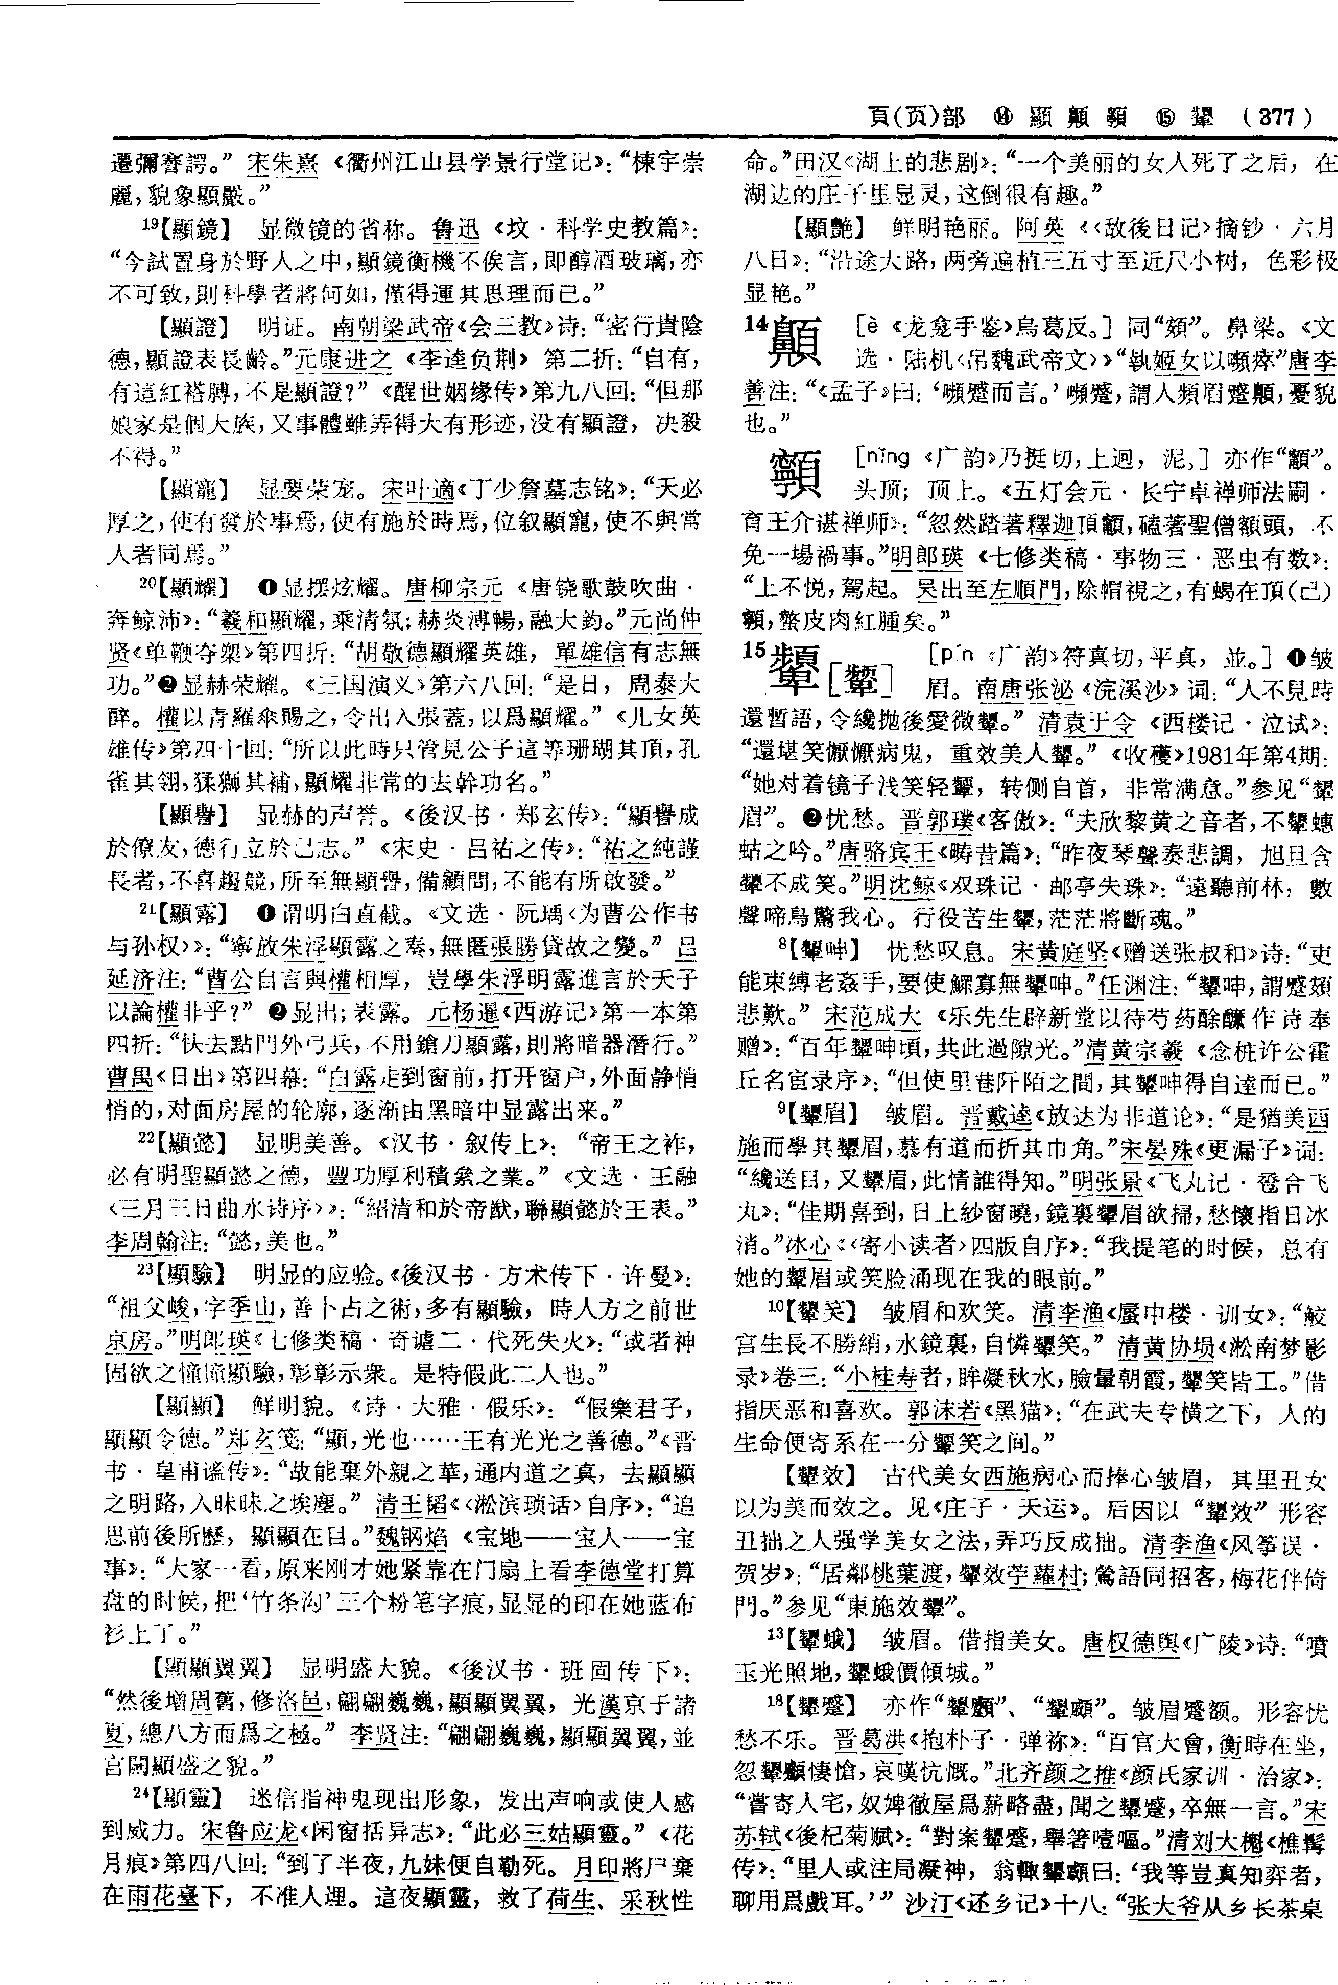 頁(页)部 ⑭顯顭顐 ⑮顰 (377)
遷彌謇諤。” 宋朱熹《衢州江山县学景行堂记》：“棟宇崇
麗，貌象顯嚴。”
19【顯鏡】 显微镜的省称。鲁迅《坟·科学史教篇》：
“今試置身於野人之中，顯鏡衡機不俟言，即醇酒玻璃，亦
不可致，則科學者將何如，僅得運其思理而已。”
【顯證】 明证。南朝梁武帝《会三教》诗：“密行貴陰
德，顯證表長齡。”元康进之《李逵负荆》第二折：“自有，
有這紅褡膊，不是顯證？”《醒世姻缘传》第九八回：“但那
娘家是個大族，又事體雖弄得大有形迹，没有顯證，决殺
不得。”
【顯寵】 显要荣宠。宋叶適《丁少詹墓志铭》：“天必
厚之，使有發於事焉，使有施於時焉，位叙顯寵，使不與常
人者同焉。”
20【顯耀】 ❶显摆炫耀。唐柳宗元《唐铙歌鼓吹曲·
奔鲸沛》：“羲和顯耀，乘清氛；赫炎溥暢，融大鈞。”元尚仲
贤《单鞭夺槊》第四折：“胡敬德顯耀英雄，單雄信有志無
功。”❷显赫荣耀。《三国演义》第六八回：“是日，周泰大
醉。權以青羅傘賜之，令出入張蓋，以爲顯耀。”《儿女英
雄传》第四十回：“所以此時只管見公子這等珊瑚其頂，孔
雀其翎，猱獅其補，顯耀非常的去幹功名。”
【顯譽】 显赫的声誉。《後汉书·郑玄传》：“顯譽成
於僚友，德行立於己志。”《宋史·吕祐之传》：“祐之純謹
長者，不喜趨競，所至無顯譽，備顧問，不能有所啟發。”
21【顯露】 ❶谓明白直截。《文选·阮瑀〈为曹公作书
与孙权〉》：“寧放朱浮顯露之奏，無匿張勝貸故之變。”吕
延济注：“曹公自言與權相厚，豈學朱浮明露進言於天子
以論權非乎？”❷显出；表露。元杨暹《西游记》第一本第
四折：“快去點門外弓兵，不用鎗刀顯露，則將暗器潛行。”
曹禺《日出》第四幕：“白露走到窗前，打开窗户，外面静悄
悄的，对面房屋的轮廓，逐渐由黑暗中显露出来。”
22【顯懿】 显明美善。《汉书·叙传上》：“帝王之祚，
必有明聖顯懿之德，豐功厚利積絫之業。”《文选·王融
〈三月三日曲水诗序〉》：“紹清和於帝猷，聯顯懿於王表。”
李周翰注：“懿，美也。”
23【顯驗】 明显的应验。《後汉书·方术传下·许曼》：
“祖父峻，字季山，善卜占之術，多有顯驗，時人方之前世
京房。”明郎瑛《七修类稿·奇谑二·代死失火》：“或者神
固欲之憧憧顯驗，彰彰示衆。是特假此二人也。”
【顯顯】 鲜明貌。《诗·大雅·假乐》：“假樂君子，
顯顯令德。”郑玄笺：“顯，光也……王有光光之善德。”《晋
书·皇甫谧传》：“故能棄外親之華，通内道之真，去顯顯
之明路，入昧昧之埃塵。” 清王韬《〈淞滨琐话〉自序》：“追
思前後所歷，顯顯在目。”魏钢焰《宝地——宝人——宝
事》：“大家一看，原来刚才她紧靠在门扇上看李德堂打算
盘的时候，把‘竹条沟’三个粉笔字痕，显显的印在她蓝布
衫上了。”
【顯顯翼翼】 显明盛大貌。《後汉书·班固传下》：
“然後增周舊，修洛邑，翩翩巍巍，顯顯翼翼，光漢京于諸
夏，總八方而爲之極。” 李贤注：“翩翩巍巍，顯顯翼翼，並
宫闕顯盛之貌。”
24【顯靈】 迷信指神鬼现出形象，发出声响或使人感
到威力。宋鲁应龙《闲窗括异志》：“此必三姑顯靈。”《花
月痕》第四八回：“到了半夜，九妹便自勒死。月印將尸棄
在雨花臺下，不准人埋。這夜顯靈，救了荷生、采秋性
命。”田汉《湖上的悲剧》：“一个美丽的女人死了之后，在
湖边的庄子里显灵，这倒很有趣。”
【顯艷】 鲜明艳丽。阿英《〈敌後日记〉摘钞·六月
八日》：“沿途大路，两旁遍植三五寸至近尺小树，色彩极
显艳。”
14 [è《龙龛手鉴》烏葛反。]同“頞”。鼻梁。《文
选·陆机〈吊魏武帝文〉》“執姬女以嚬瘁”唐李
善注：“《孟子》曰：‘嚬蹙而言。’嚬蹙，謂人頻眉蹙，憂貌
也。”
[nǐng《广韵》乃挺切，上迥，泥。]亦作“”。
头顶；顶上。《五灯会元·长宁卓禅师法嗣·
育王介谌禅师》：“忽然踏著釋迦頂，磕著聖僧額頭，不
免一場禍事。”明郎瑛《七修类稿·事物三·恶虫有数》：
“上不悦，駕起。吴出至左順門，除帽視之，有蝎在頂(己)
，螫皮肉紅腫矣。”
15 顰[颦] [pín《广韵》符真切，平真，並。]❶皱
眉。南唐张泌《浣溪沙》词：“人不見時
還暫語，令纔抛後愛微顰。” 清袁于令《西楼记·泣试》：
“還堪笑懨懨病鬼，重效美人顰。”《收穫》1981年第4期：
“她对着镜子浅笑轻颦，转侧自首，非常满意。”参见“顰
眉”。❷忧愁。晋郭璞《客傲》：“夫欣黎黄之音者，不顰蟪
蛄之吟。”唐骆宾王《畴昔篇》：“昨夜琴聲奏悲調，旭旦含
顰不成笑。”明沈鲸《双珠记·邮亭失珠》：“遠聽前林，數
聲啼鳥驚我心。行役苦生顰，茫茫將斷魂。”
8【顰呻】 忧愁叹息。宋黄庭坚《赠送张叔和》诗：“吏
能束縛老姦手，要使鰥寡無顰呻。”任渊注：“顰呻，謂蹙頞
悲歎。” 宋范成大《乐先生辟新堂以待芍药酴醿作诗奉
赠》：“百年顰呻頃，共此過隙光。”清黄宗羲《念桩许公霍
丘名宦录序》：“但使里巷阡陌之間，其顰呻得自達而已。”
9【顰眉】 皱眉。晋戴逵《放达为非道论》：“是猶美西
施而學其顰眉，慕有道而折其巾角。”宋晏殊《更漏子》词：
“纔送目，又顰眉，此情誰得知。”明张景《飞丸记·卺合飞
丸》：“佳期喜到，日上紗窗曉，鏡裏顰眉欲掃，愁懷指日冰
消。”冰心《〈寄小读者〉四版自序》：“我提笔的时候，总有
她的颦眉或笑脸涌现在我的眼前。”
10【顰笑】 皱眉和欢笑。清李渔《蜃中楼·训女》：“鮫
宫生長不勝綃，水鏡裏，自憐顰笑。” 清黄协埙《淞南梦影
录》卷三：“小桂寿者，眸凝秋水，臉暈朝霞，顰笑皆工。”借
指厌恶和喜欢。郭沫若《黑猫》：“在武夫专横之下，人的
生命便寄系在一分颦笑之间。”
【顰效】 古代美女西施病心而捧心皱眉，其里丑女
以为美而效之。见《庄子·天运》。后因以“顰效”形容
丑拙之人强学美女之法，弄巧反成拙。清李渔《风筝误·
贺岁》：“居鄰桃葉渡，顰效苧蘿村；鶯語同招客，梅花伴倚
門。”参见“東施效顰”。
13【顰蛾】 皱眉。借指美女。唐权德舆《广陵》诗：“噴
玉光照地，顰蛾價傾城。”
18【顰蹙】 亦作“顰顣”、“顰”。皱眉蹙额。形容忧
愁不乐。晋葛洪《抱朴子·弹祢》：“百官大會，衡時在坐，
忽顰顣悽愴，哀嘆忼慨。”北齐颜之推《颜氏家训·治家》：
“嘗寄人宅，奴婢徹屋爲薪略盡，聞之顰蹙，卒無一言。”宋
苏轼《後杞菊赋》：“對案顰蹙，舉箸噎嘔。”清刘大櫆《樵髯
传》：“里人或注局凝神，翁輒顰曰：‘我等豈真知弈者，
聊用爲戲耳。’” 沙汀《还乡记》十八：“张大爷从乡长茶桌